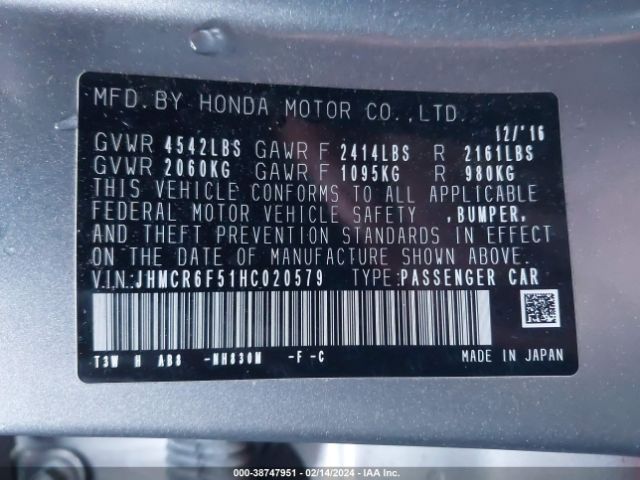 MFD.BY HONDA MOTOR CO.,LTD.
12/'16
GVWR 4542LBS GAWR F 2414LBS R 2161LBS
GVWR 2060KG GAWR F 1095KG R 980KG
THIS VEHICLE CONFORMS TO ALL APPLICABLE
FEDERAL MOTOR VEHICLE SAFETY ,BUMPER,
AND THEFT PREVENTION STANDARDS IN EFFECT
ON THE DATE OF MANUFACTURE SHOWN ABOVE.
V.IN:JHMCR6F51HC020579 TYPE:PASSENGER CAR
T3W H AB8 -NH830M -F -C MADE IN JAPAN
000-38747951 | 02/14/2024 | IAA Inc.